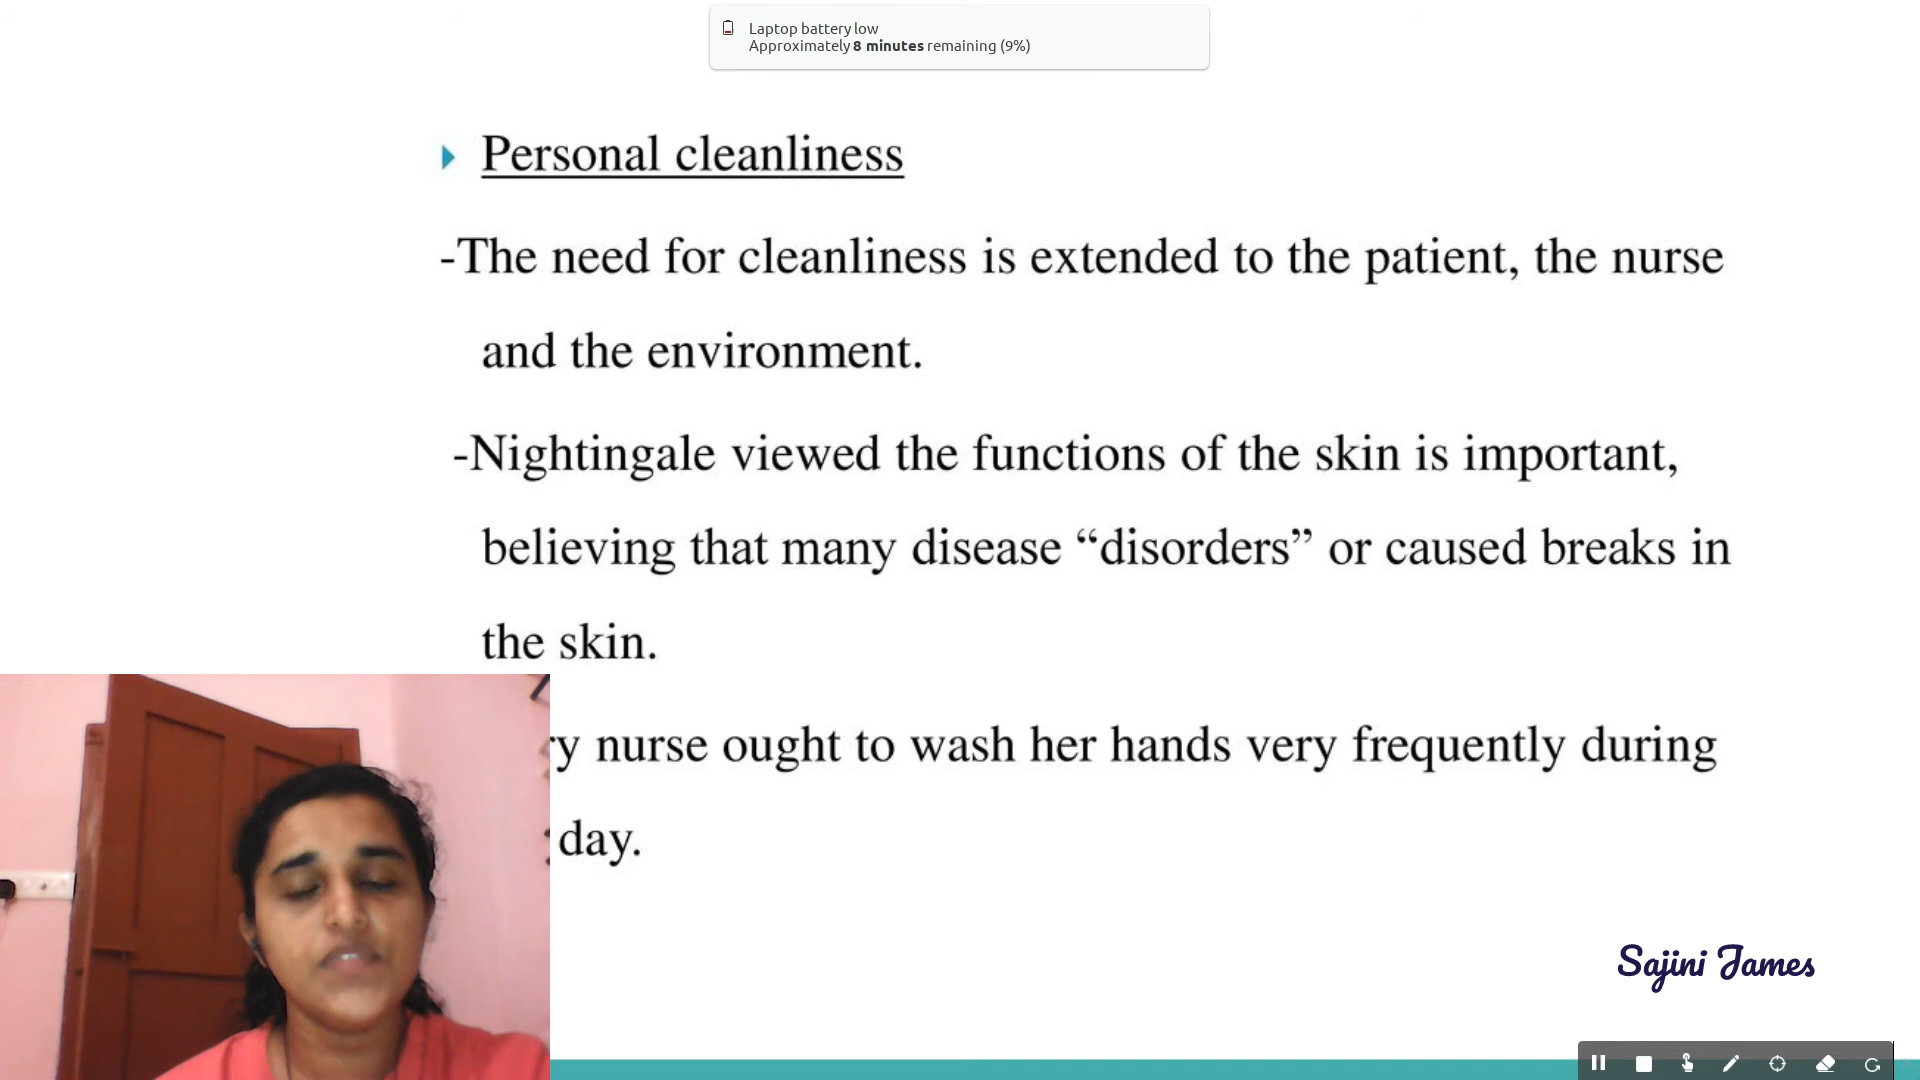 Laptop battery low
Approximately 8 minutes remaining (9%)
Personal cleanliness
-The need for cleanliness is extended to the patient, the nurse
and the environment.
-Nightingale viewed the functions of the skin is important,
believing that many disease “disorders” or caused breaks in
the skin.
nurse ought to wash her hands very frequently during
day.
Sajini James